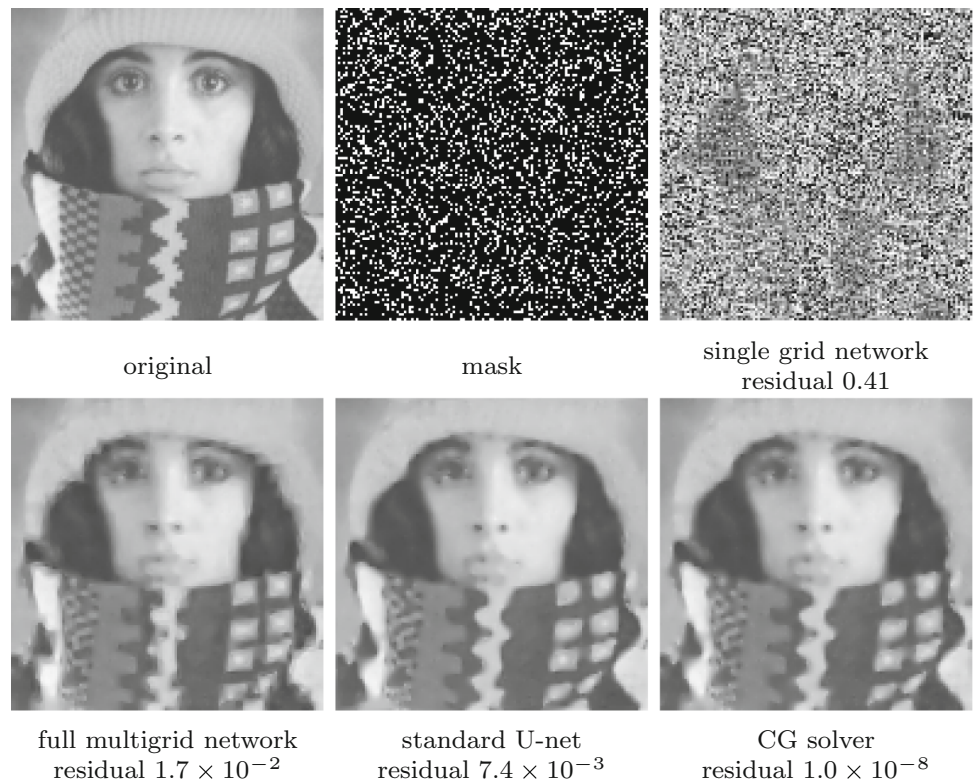 original
mask
single grid network
residual 0.41
full multigrid network
residual 1.7 × 10⁻²
standard U-net
residual 7.4 × 10⁻³
CG solver
residual 1.0 × 10⁻⁸